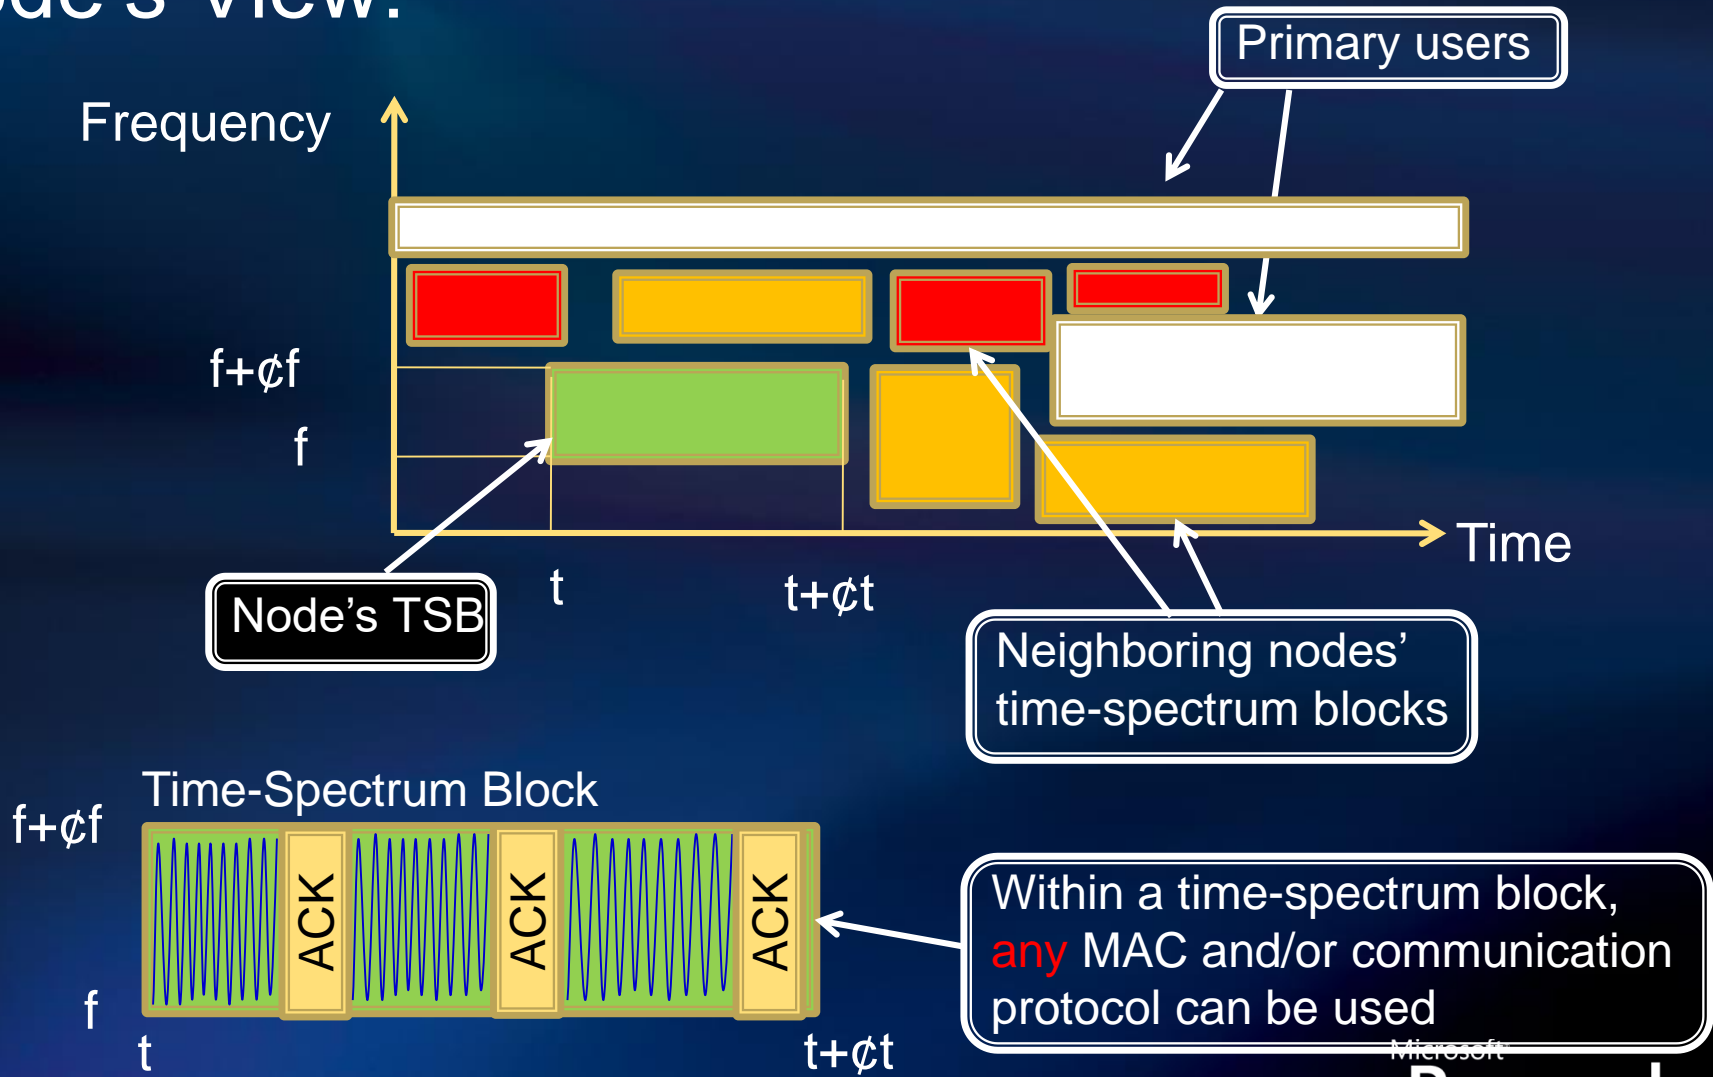 View:
Primary users
Frequency
f+¢f
f
Time
t
t+¢t
Node’s TSB
Neighboring nodes’
time-spectrum blocks
Time-Spectrum Block
f+¢f
ACK
ACK
ACK
f
t
t+¢t
Within a time-spectrum block,
any MAC and/or communication
protocol can be used
Microsoft